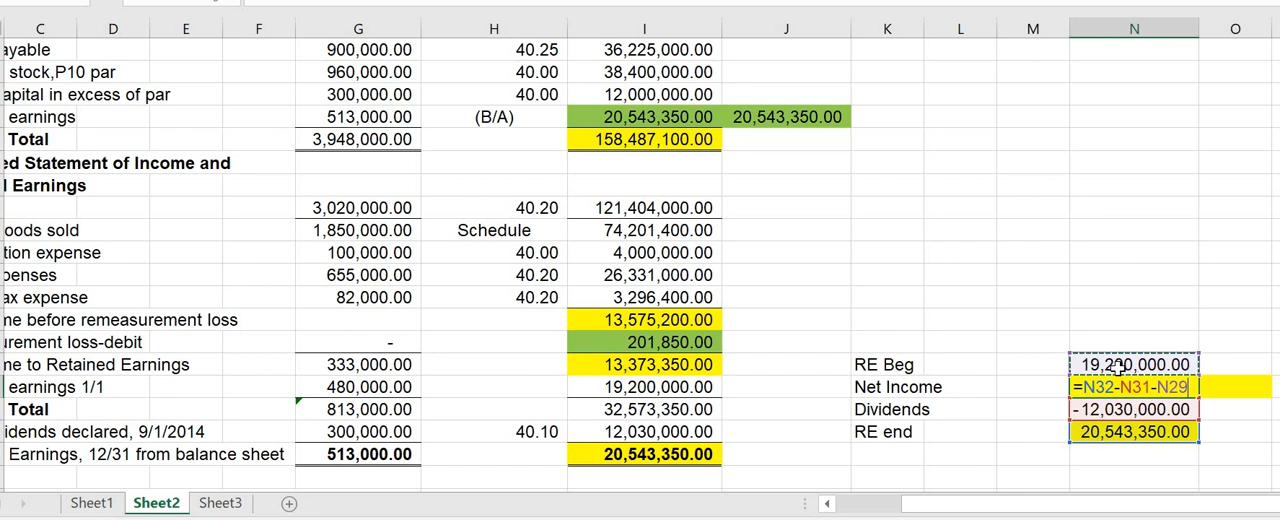 C D E F G H I J K L M N O
ayable 900,000.00 40.25 36,225,000.00
stock,P10 par 960,000.00 40.00 38,400,000.00
apital in excess of par 300,000.00 40.00 12,000,000.00
earnings 513,000.00 (B/A) 20,543,350.00 20,543,350.00
Total 3,948,000.00 158,487,100.00
ed Statement of Income and
l Earnings
3,020,000.00 40.20 121,404,000.00
oods sold 1,850,000.00 Schedule 74,201,400.00
tion expense 100,000.00 40.00 4,000,000.00
penses 655,000.00 40.20 26,331,000.00
ax expense 82,000.00 40.20 3,296,400.00
me before remeasurement loss 13,575,200.00
urement loss-debit - 201,850.00
me to Retained Earnings 333,000.00 13,373,350.00 RE Beg 19,200,000.00
earnings 1/1 480,000.00 19,200,000.00 Net Income =N32-N31-N29
Total 813,000.00 32,573,350.00 Dividends -12,030,000.00
idends declared, 9/1/2014 300,000.00 40.10 12,030,000.00 RE end 20,543,350.00
Earnings, 12/31 from balance sheet 513,000.00 20,543,350.00
Sheet1 Sheet2 Sheet3